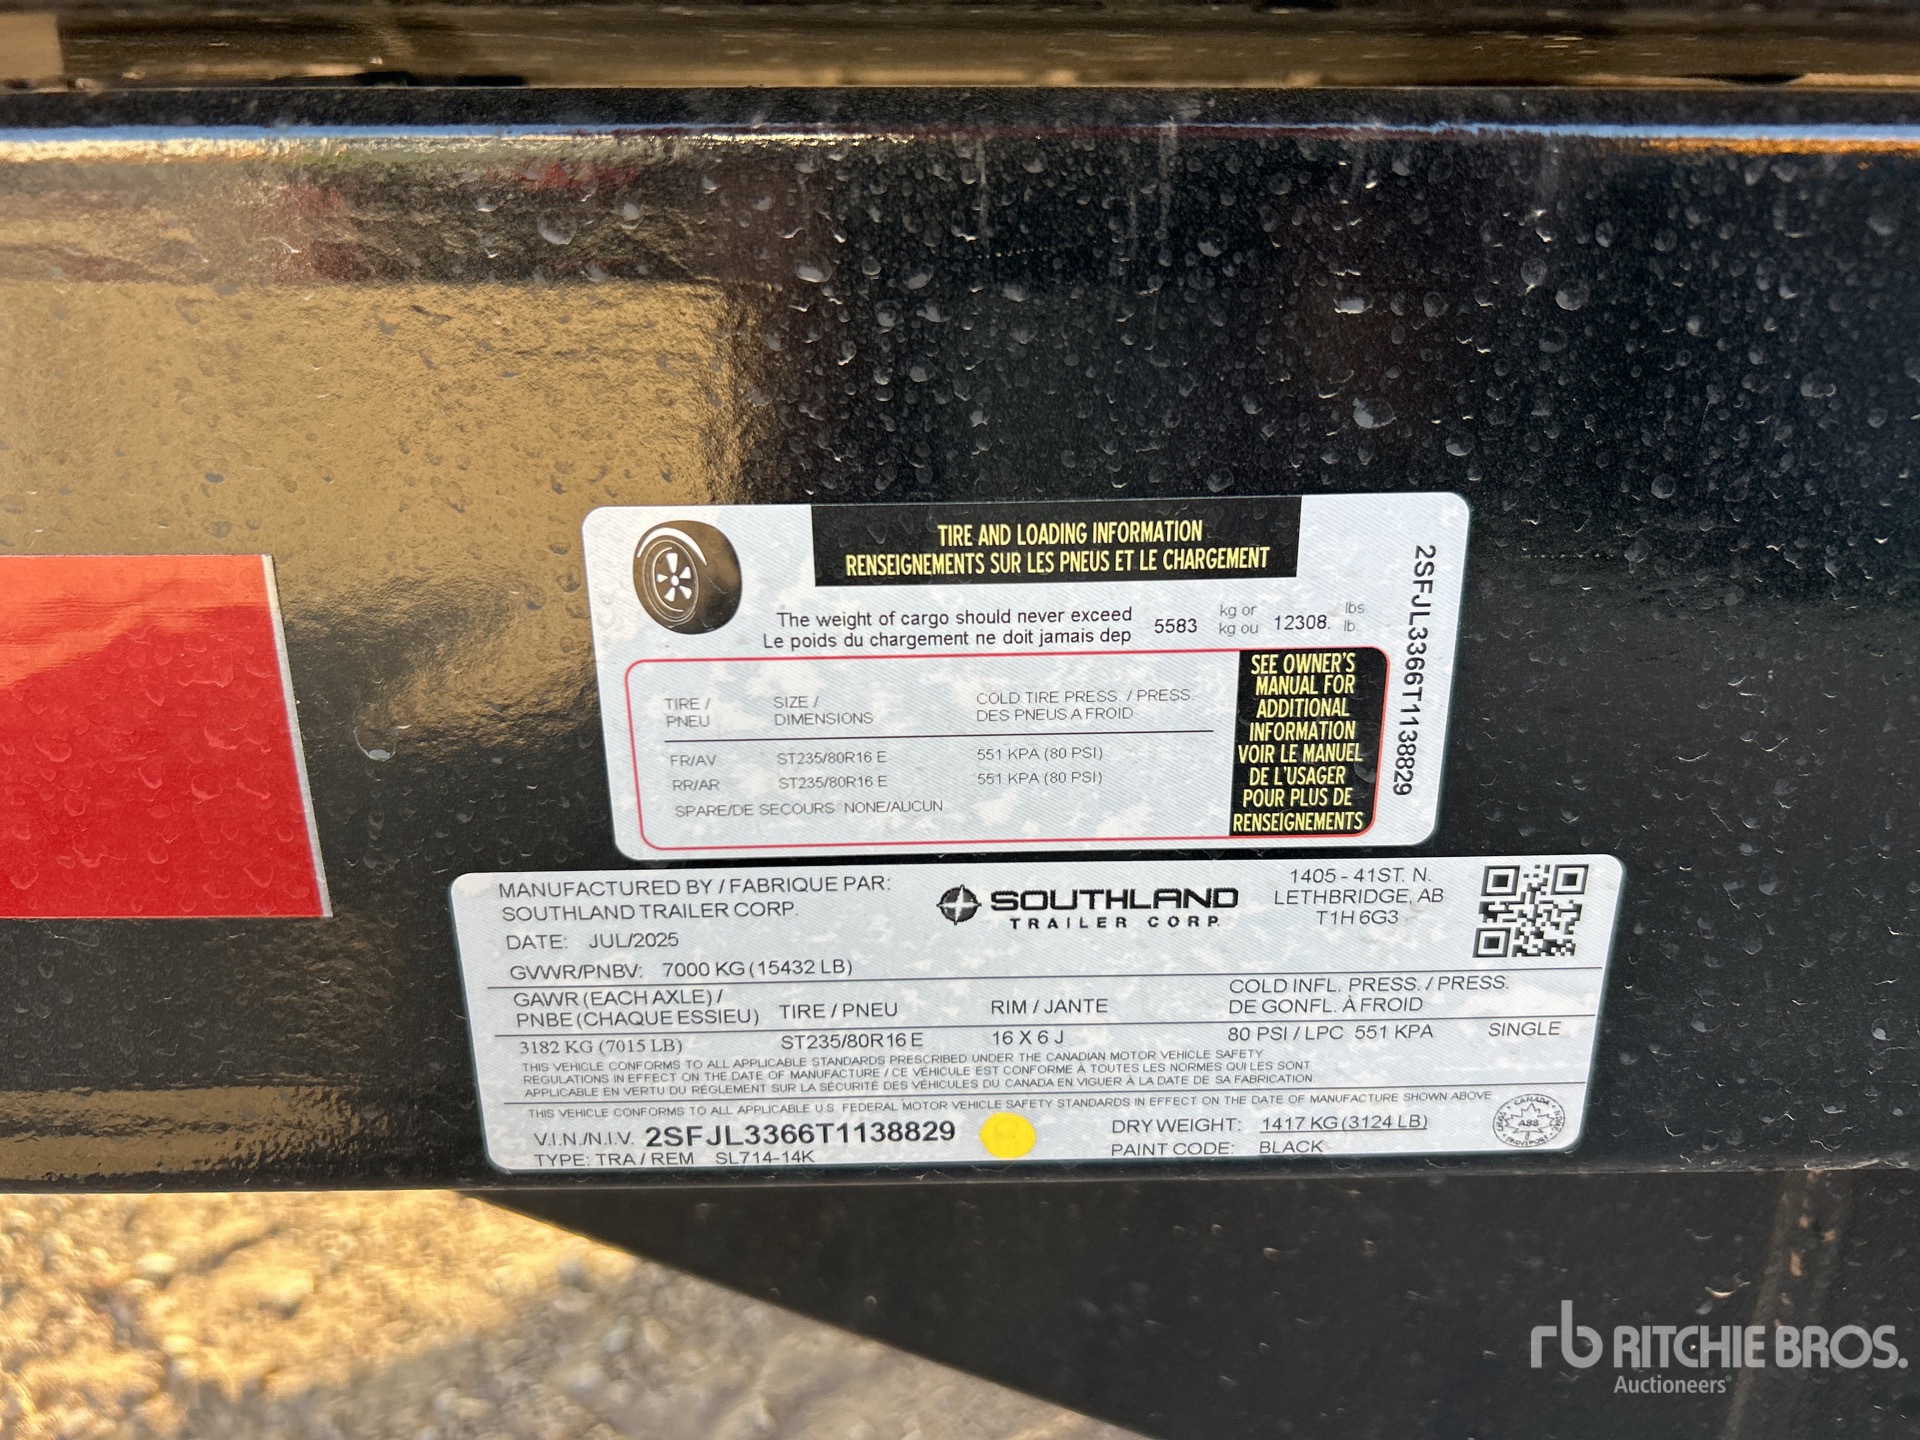 TIRE AND LOADING INFORMATION
RENSEIGNEMENTS SUR LES PNEUS ET LE CHARGEMENT
The weight of cargo should never exceed
Le poids du chargement ne doit jamais dep
5583 kg or 12308. lbs
kg ou lb.
TIRE / SIZE / COLD TIRE PRESS. / PRESS.
PNEU DIMENSIONS DES PNEUS A FROID
FR/AV ST235/80R16 E 551 KPA (80 PSI)
RR/AR ST235/80R16 E 551 KPA (80 PSI)
SPARE/DE SECOURS NONE/AUCUN
SEE OWNER'S
MANUAL FOR
ADDITIONAL
INFORMATION
VOIR LE MANUEL
DE L'USAGER
POUR PLUS DE
RENSEIGNEMENTS
2SFJL3366T1138829
MANUFACTURED BY / FABRIQUE PAR:
SOUTHLAND TRAILER CORP.
SOUTHLAND
TRAILER CORP.
1405 - 41ST. N.
LETHBRIDGE, AB
T1H 6G3
DATE: JUL/2025
GVWR/PNBV: 7000 KG (15432 LB)
GAWR (EACH AXLE) /
PNBE (CHAQUE ESSIEU) TIRE / PNEU RIM / JANTE
COLD INFL. PRESS. / PRESS.
DE GONFL. À FROID
3182 KG (7015 LB) ST235/80R16 E 16 X 6 J 80 PSI / LPC 551 KPA SINGLE
THIS VEHICLE CONFORMS TO ALL APPLICABLE STANDARDS PRESCRIBED UNDER THE CANADIAN MOTOR VEHICLE SAFETY
REGULATIONS IN EFFECT ON THE DATE OF MANUFACTURE / CE VÉHICULE EST CONFORME À TOUTES LES NORMES QUI LES SONT
APPLICABLE EN VERTU DU RÈGLEMENT SUR LA SÉCURITÉ DES VÉHICULES DU CANADA EN VIGUER À LA DATE DE SA FABRICATION
THIS VEHICLE CONFORMS TO ALL APPLICABLE U.S. FEDERAL MOTOR VEHICLE SAFETY STANDARDS IN EFFECT ON THE DATE OF MANUFACTURE SHOWN ABOVE
V.I.N./N.I.V. 2SFJL3366T1138829
TYPE: TRA / REM SL714-14K
DRY WEIGHT: 1417 KG (3124 LB)
PAINT CODE: BLACK
CANADA
rb RITCHIE BROS.
Auctioneers